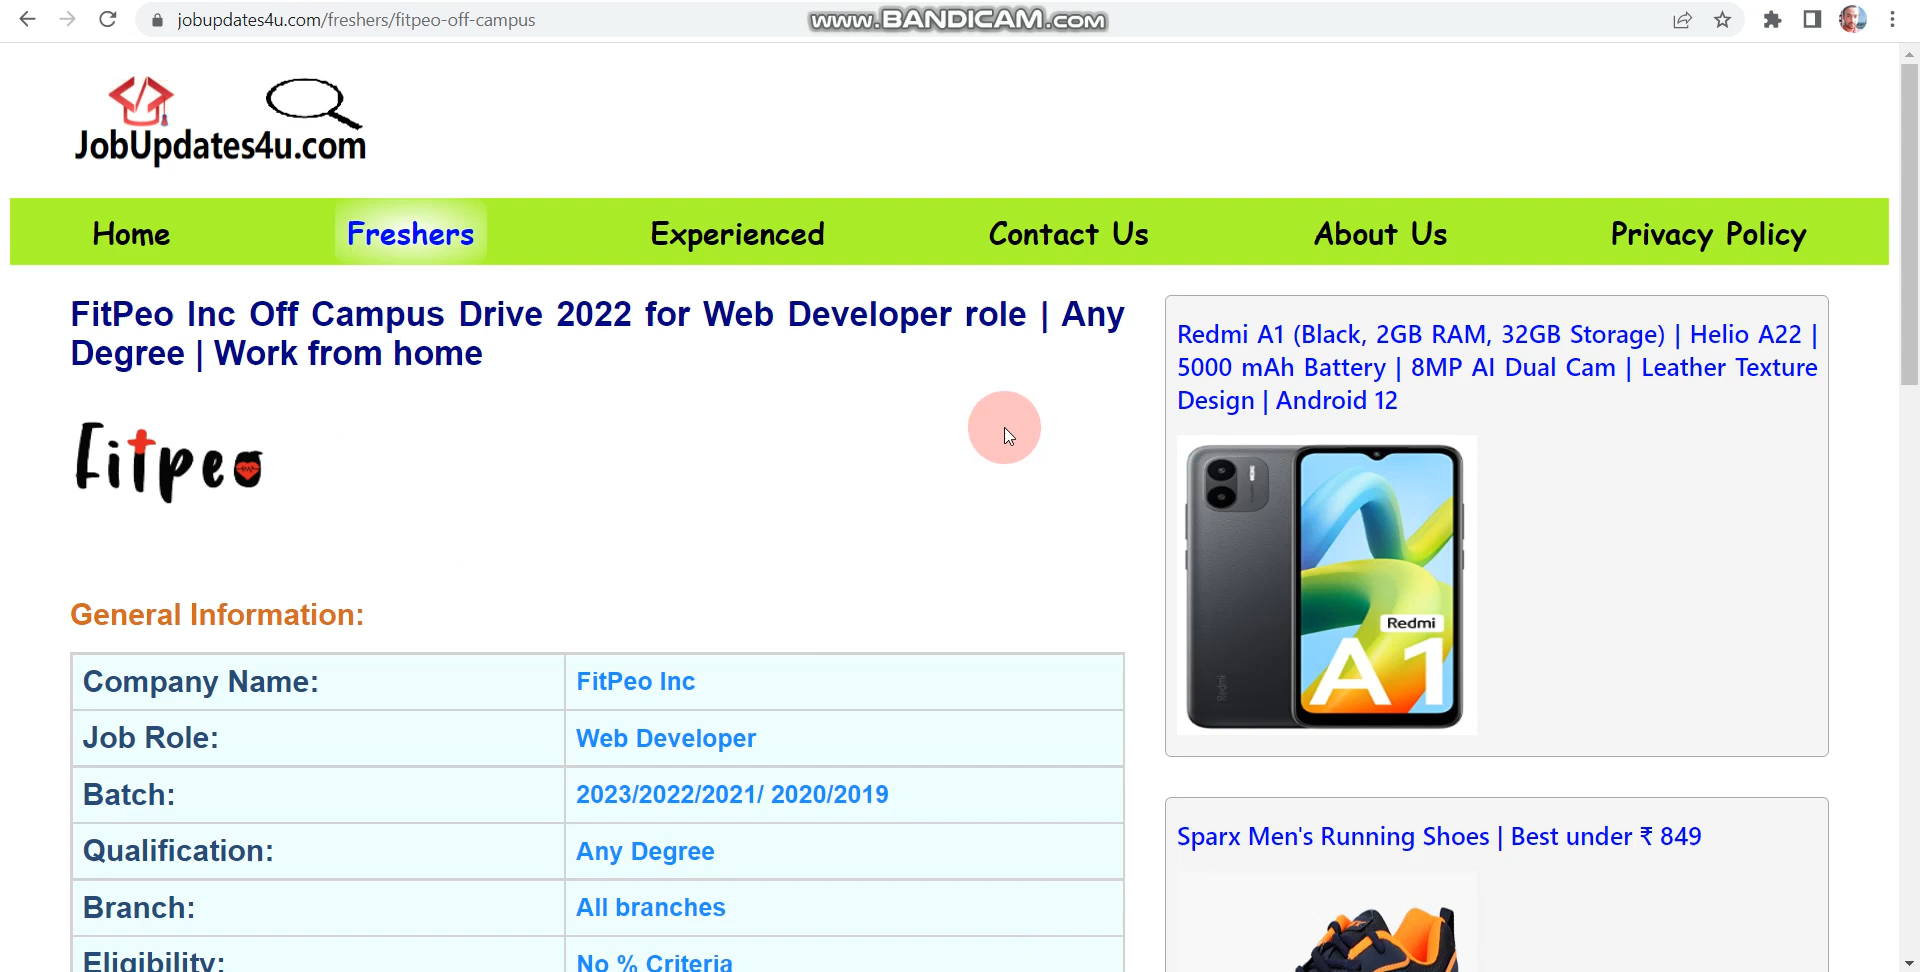 jobupdates4u.com/freshers/fitpeo-off-campus
www.BANDICAM.com
JobUpdates4u.com
Home Freshers Experienced Contact Us About Us Privacy Policy
FitPeo Inc Off Campus Drive 2022 for Web Developer role | Any
Degree | Work from home
Fitpeo
General Information:
Company Name: FitPeo Inc
Job Role: Web Developer
Batch: 2023/2022/2021/ 2020/2019
Qualification: Any Degree
Branch: All branches
Eligibility: No % Criteria
Redmi A1 (Black, 2GB RAM, 32GB Storage) | Helio A22 |
5000 mAh Battery | 8MP AI Dual Cam | Leather Texture
Design | Android 12
Redmi
Redmi
A1
Sparx Men's Running Shoes | Best under ₹ 849